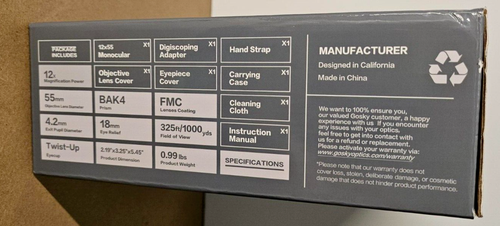 PACKAGE
INCLUDES
12x55 X1
Monocular
Digiscoping X1
Adapter
Hand Strap X1
12x
Magnification Power
Objective X1
Lens Cover
Eyepiece X1
Cover
Carrying X1
Case
55mm
Objective Lens Diameter
BAK4
Prism
FMC
Lenses Coating
Cleaning X1
Cloth
4.2mm
Exit Pupil Diameter
18mm
Eye Relief
325ft/1000yds
Field of View
Instruction X1
Manual
Twist-Up
Eyecup
2.19"x3.25"x5.45"
Product Dimension
0.99 lbs
Product Weight
SPECIFICATIONS
MANUFACTURER
Designed in California
Made in China
We want to 100% ensure you,
our valued Gosky customer, a happy
experience with us. If you encounter
any issues with your optics.
feel free to get into contact with
us for a refund or replacement.
Please activate your warranty via:
www.goskyoptics.com/warranty
*Please note that our warranty does not
cover loss, stolen, deliberate damage, or cosmetic
damage that does not hinder product performance.